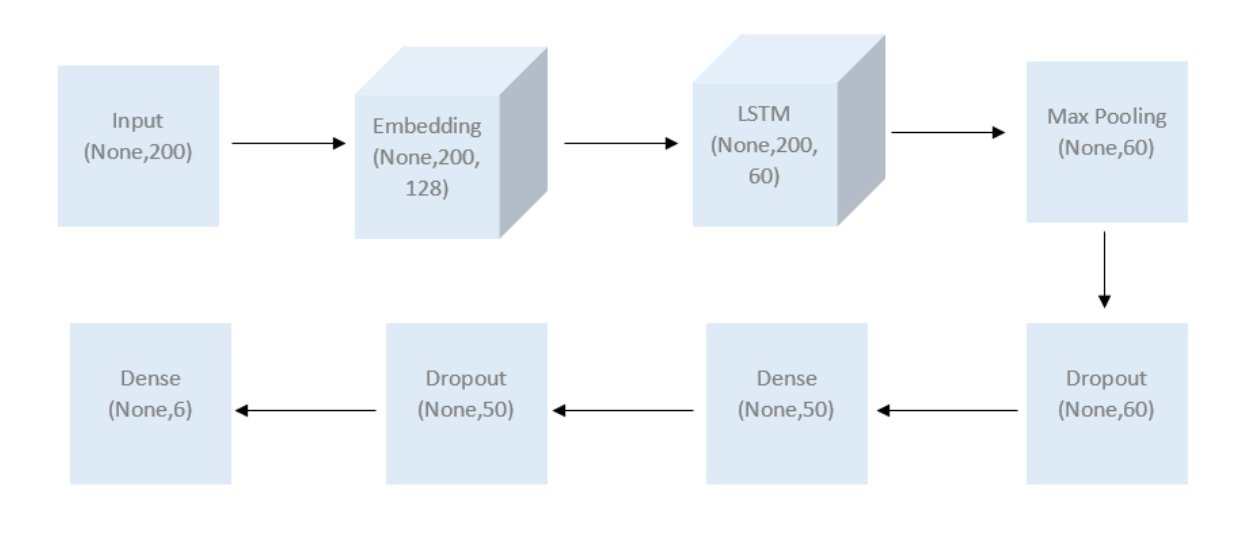 Input
(None,200)
Embedding
(None,200,
128)
LSTM
(None,200,
60)
Max Pooling
(None,60)
Dropout
(None,60)
Dense
(None,50)
Dropout
(None,50)
Dense
(None,6)